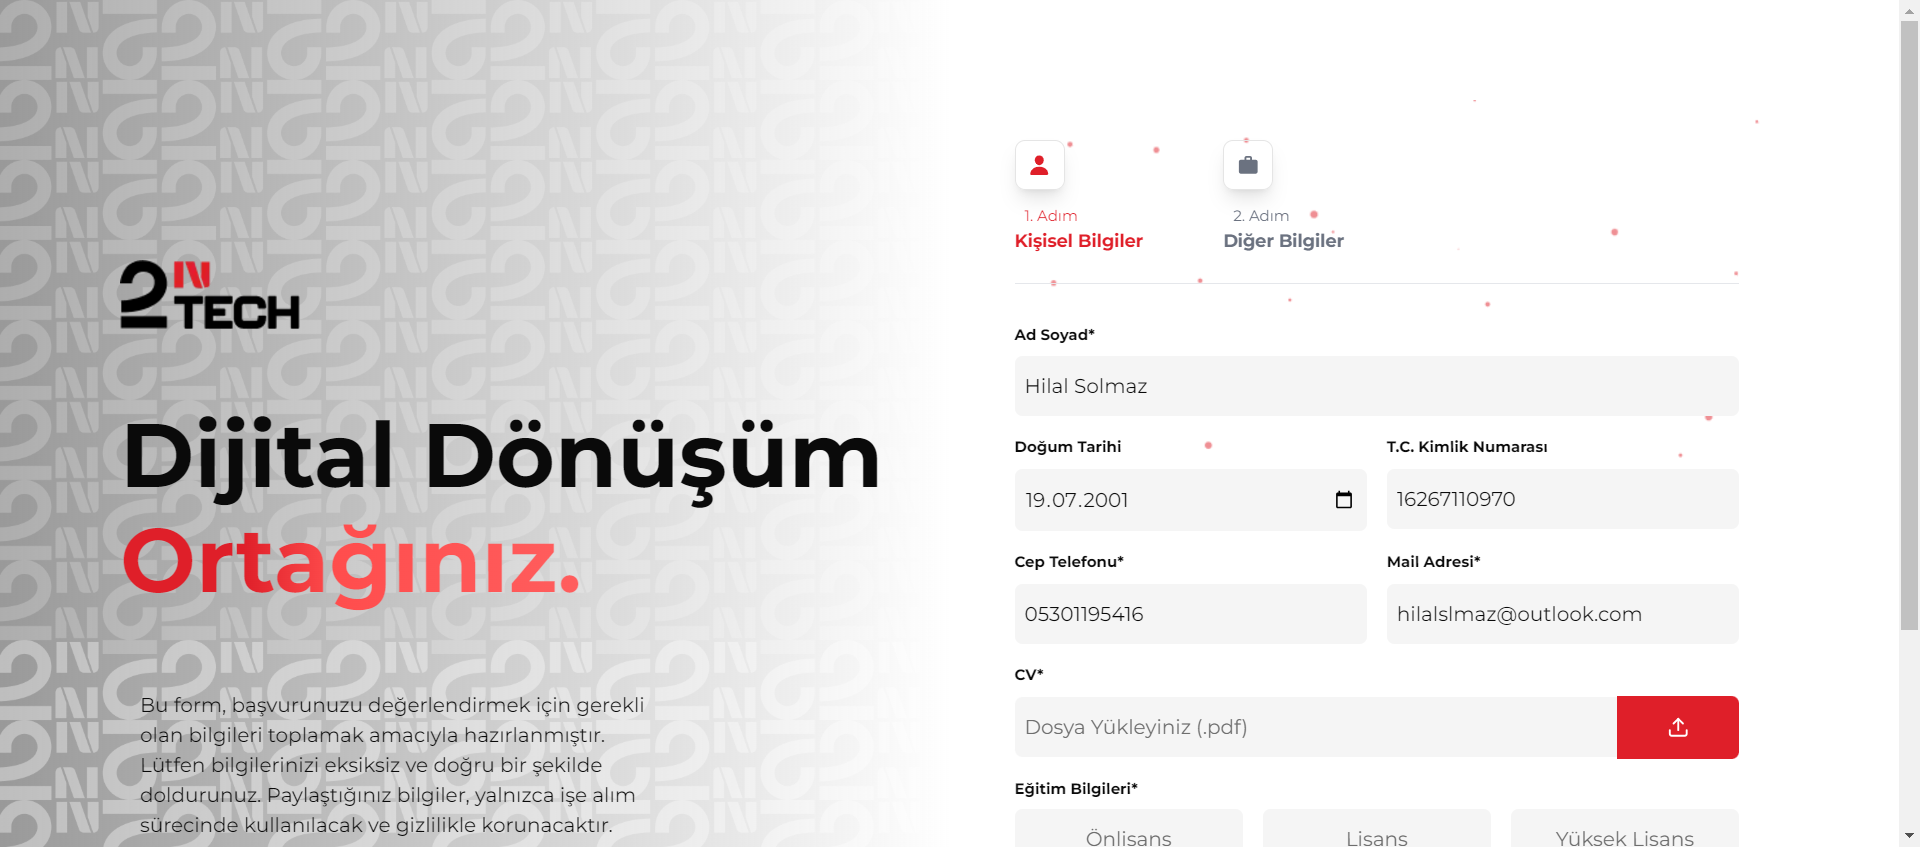 2NTECH
Dijital Dönüşüm
Ortağınız.
Bu form, başvurunuzu değerlendirmek için gerekli
olan bilgileri toplamak amacıyla hazırlanmıştır.
Lütfen bilgilerinizi eksiksiz ve doğru bir şekilde
doldurunuz. Paylaştığınız bilgiler, yalnızca işe alım
sürecinde kullanılacak ve gizlilikle korunacaktır.
1. Adım
Kişisel Bilgiler
2. Adım
Diğer Bilgiler
Ad Soyad*
Hilal Solmaz
Doğum Tarihi
19.07.2001
T.C. Kimlik Numarası
16267110970
Cep Telefonu*
05301195416
Mail Adresi*
hilalslmaz@outlook.com
CV*
Dosya Yükleyiniz (.pdf)
Eğitim Bilgileri*
Önlisans
Lisans
Yüksek Lisans